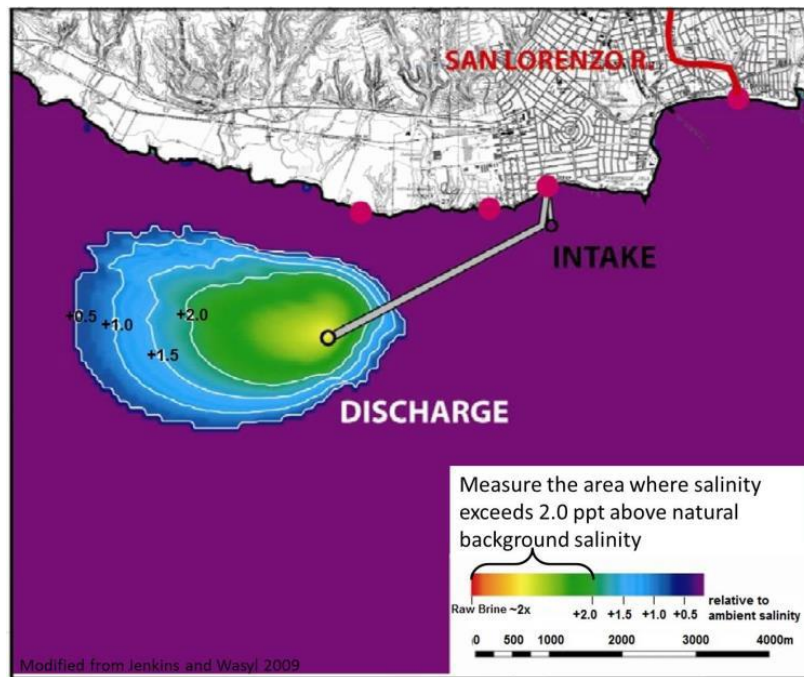 SAN LORENZO R.
INTAKE
+0.5
+1.0
+1.5
+2.0
DISCHARGE
Measure the area where salinity
exceeds 2.0 ppt above natural
background salinity
Raw Brine ~2x
+2.0
+1.5
+1.0
+0.5
relative to
ambient salinity
0 500 1000 2000 3000 4000m
Modified from Jenkins and Wasyl 2009